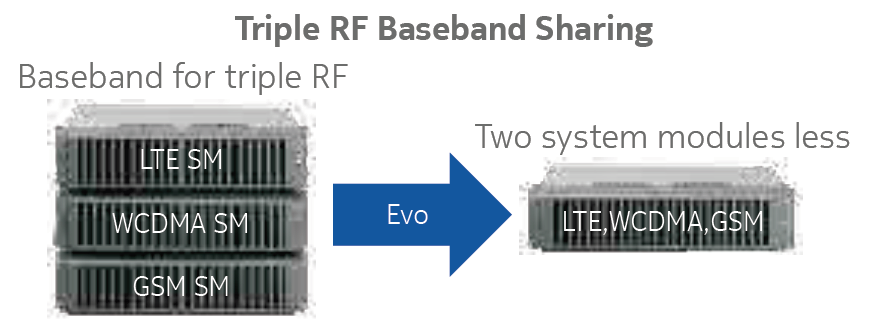 Triple RF Baseband Sharing
Baseband for triple RF
Two system modules less
LTE SM
WCDMA SM
GSM SM
Evo
LTE,WCDMA,GSM